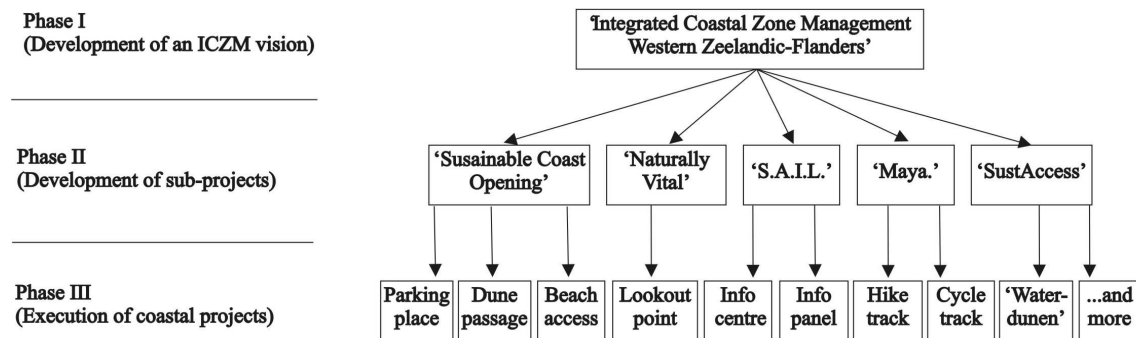 Phase I
(Development of an ICZM vision)
'Integrated Coastal Zone Management
Western Zeelandic-Flanders'
Phase II
(Development of sub-projects)
'Susainable Coast
Opening'
'Naturally
Vital'
'S.A.I.L.'
'Maya.'
'SustAccess'
Phase III
(Execution of coastal projects)
Parking
place
Dune
passage
Beach
access
Lookout
point
Info
centre
Info
panel
Hike
track
Cycle
track
'Water-
dunen'
...and
more